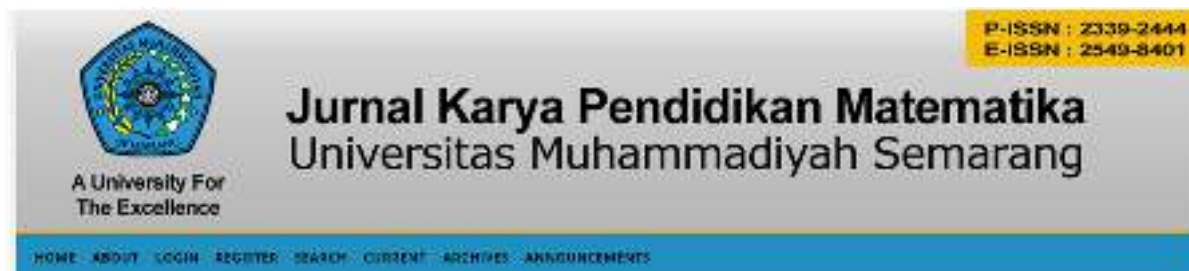 P-ISSN : 2339-2444
E-ISSN : 2549-8401
Jurnal Karya Pendidikan Matematika
Universitas Muhammadiyah Semarang
A University For
The Excellence
HOME ABOUT LOGIN REGISTER SEARCH CURRENT ARCHIVES ANNOUNCEMENTS